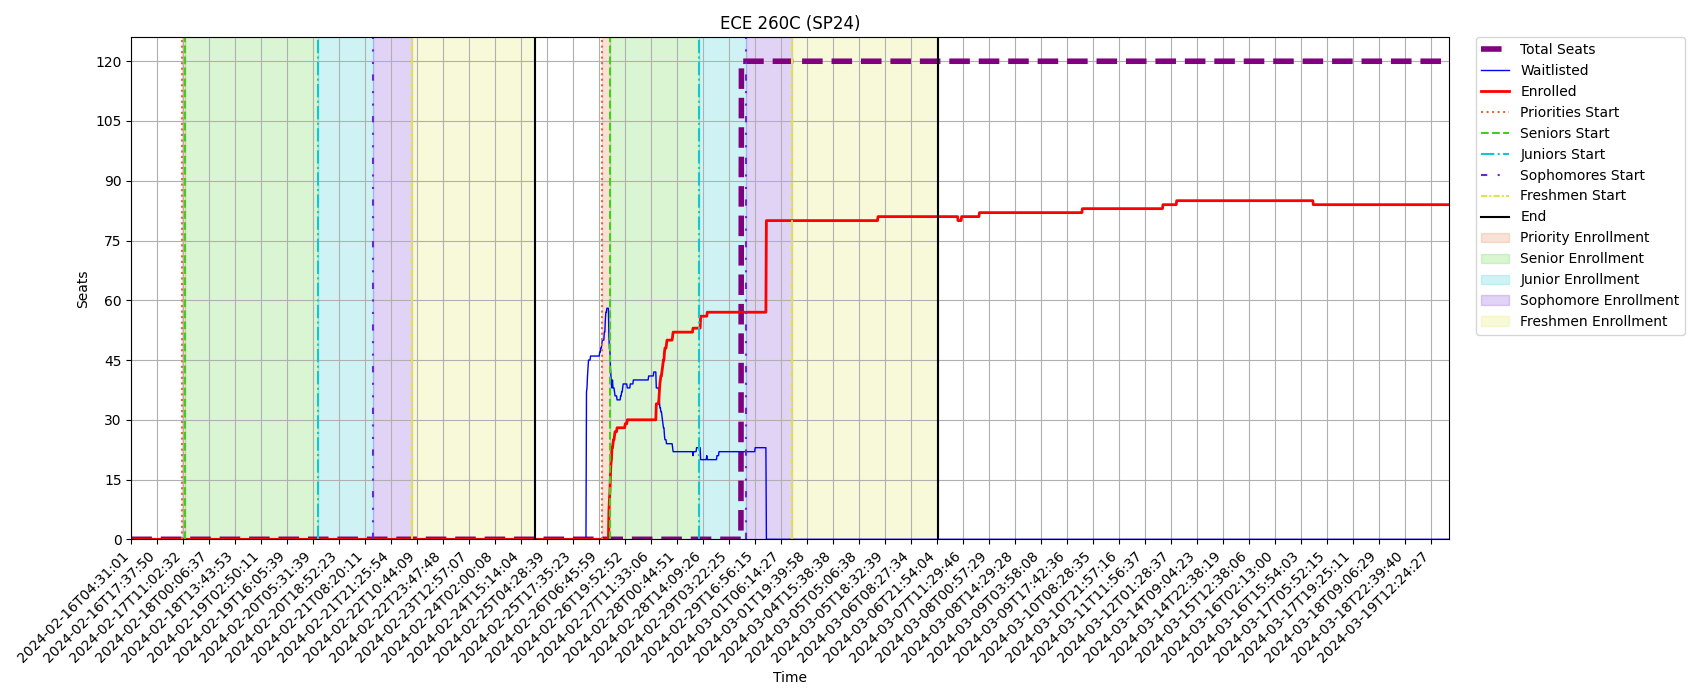 ECE 260C (SP24)
Seats
120
105
90
75
60
45
30
15
0
2024-02-16T04:31:01
2024-02-16T17:37:50
2024-02-17T11:02:32
2024-02-18T00:06:37
2024-02-18T13:43:53
2024-02-19T02:50:11
2024-02-19T16:05:39
2024-02-20T05:31:39
2024-02-20T18:52:23
2024-02-21T08:20:11
2024-02-21T21:25:54
2024-02-22T10:44:09
2024-02-22T23:47:48
2024-02-23T12:57:07
2024-02-24T02:00:08
2024-02-24T15:14:04
2024-02-25T04:28:39
2024-02-25T17:35:23
2024-02-26T06:45:59
2024-02-26T19:52:52
2024-02-27T11:33:06
2024-02-28T00:44:51
2024-02-28T14:09:26
2024-02-29T03:22:25
2024-02-29T16:56:15
2024-03-01T06:14:27
2024-03-01T19:39:58
2024-03-04T15:38:38
2024-03-05T05:06:38
2024-03-05T18:32:39
2024-03-06T08:27:34
2024-03-06T21:54:04
2024-03-07T11:29:46
2024-03-08T00:57:29
2024-03-08T14:29:28
2024-03-09T03:58:08
2024-03-09T17:42:36
2024-03-10T08:28:35
2024-03-10T21:57:16
2024-03-11T11:56:37
2024-03-12T01:28:37
2024-03-14T09:04:23
2024-03-14T22:38:19
2024-03-15T12:38:06
2024-03-16T02:13:00
2024-03-16T15:54:03
2024-03-17T05:52:15
2024-03-17T19:25:11
2024-03-18T09:06:29
2024-03-18T22:39:40
2024-03-19T12:24:27
Time
Total Seats
Waitlisted
Enrolled
Priorities Start
Seniors Start
Juniors Start
Sophomores Start
Freshmen Start
End
Priority Enrollment
Senior Enrollment
Junior Enrollment
Sophomore Enrollment
Freshmen Enrollment